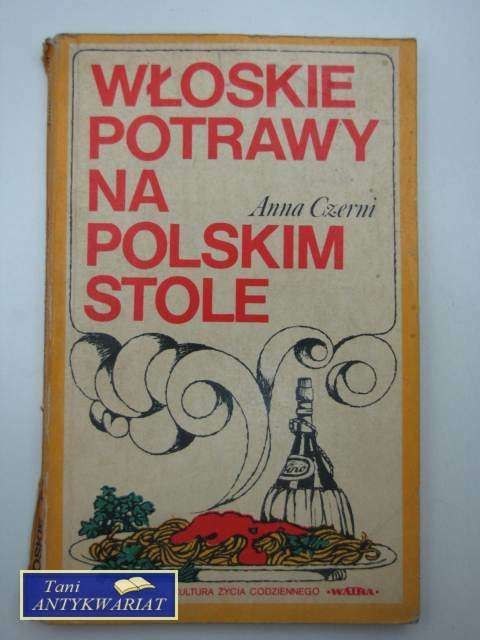 WŁOSKIE
POTRAWY
NA
Anna Czerni
POLSKIM
STOLE
Vino
KULTURA ŻYCIA CODZIENNEGO •WATRA•
Tani
ANTYKWARIAT